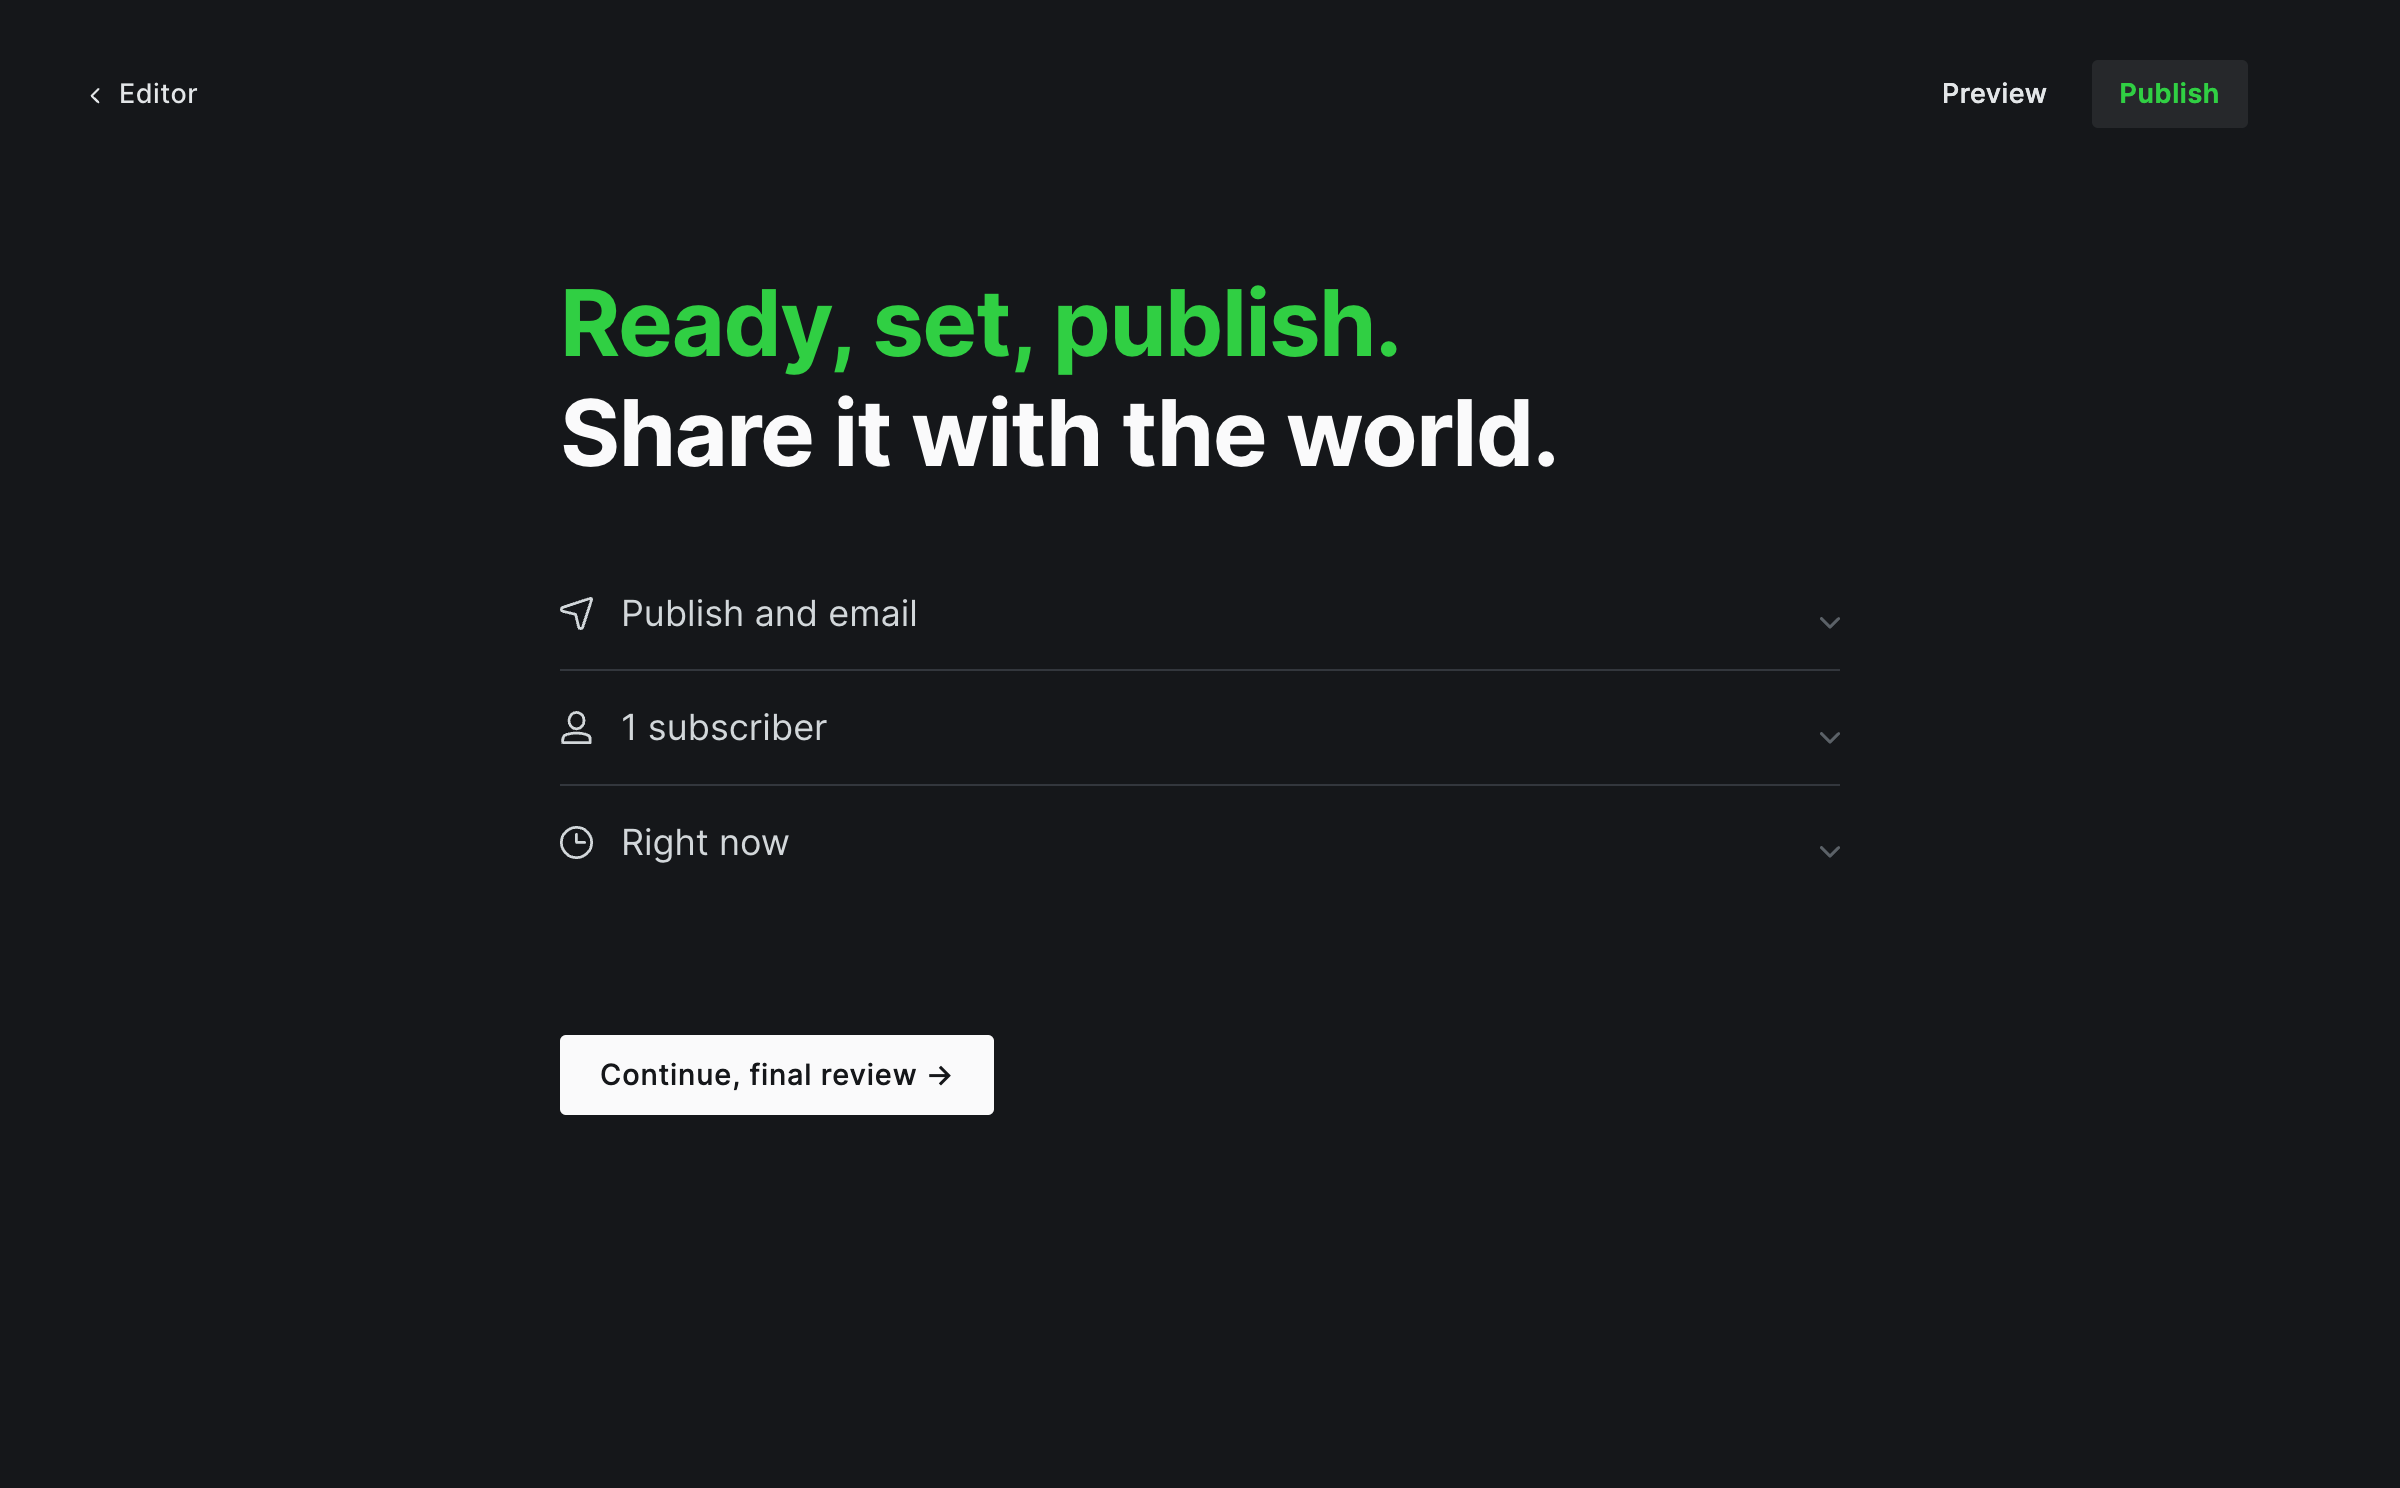 Editor
Preview
Publish
Ready, set, publish.
Share it with the world.
Publish and email
1 subscriber
Right now
Continue, final review →